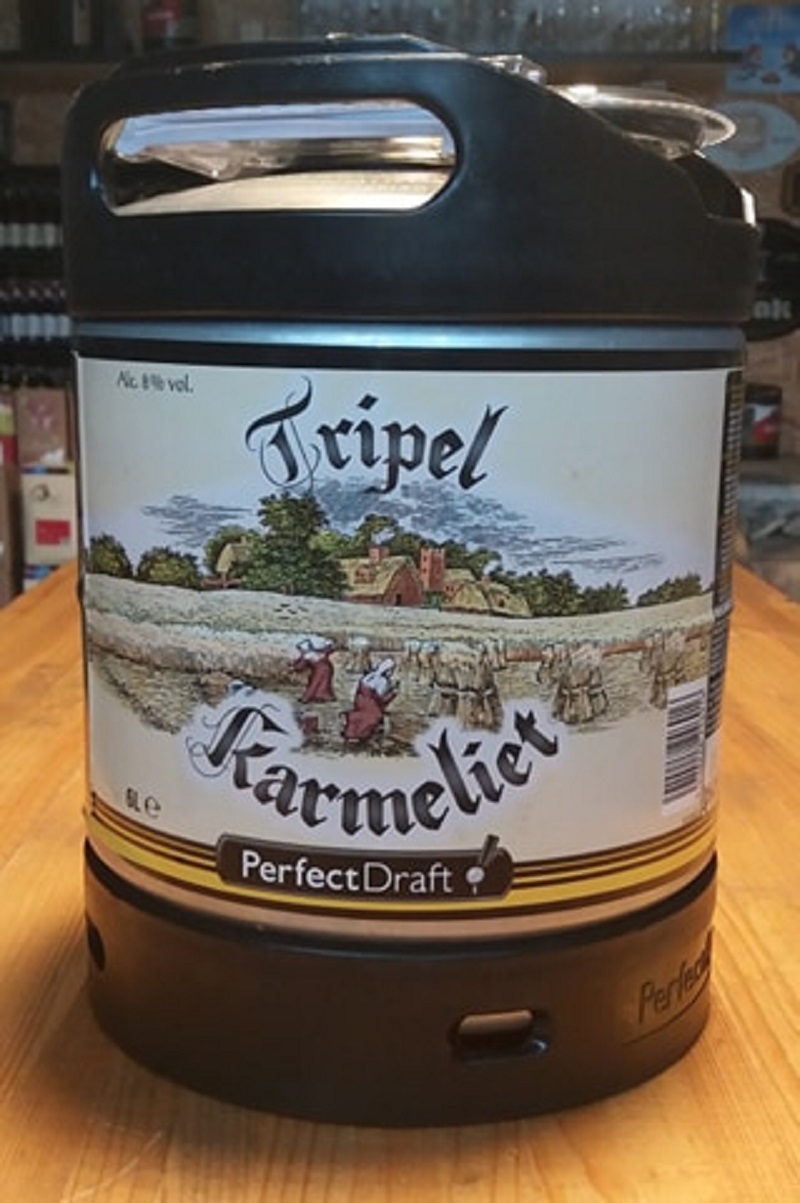 Alc. 8 % vol.
Tripel
Karmeliet
6L ℮
PerfectDraft